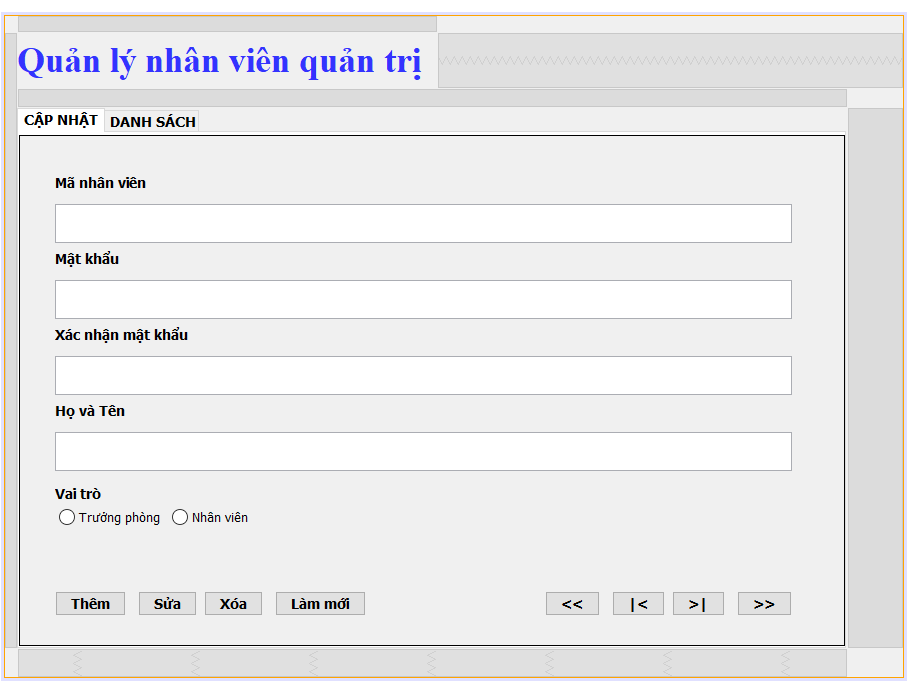 Quản lý nhân viên quản trị
CẬP NHẬT DANH SÁCH
Mã nhân viên
Mật khẩu
Xác nhận mật khẩu
Họ và Tên
Vai trò
Trưởng phòng Nhân viên
Thêm Sửa Xóa Làm mới << |< >| >>